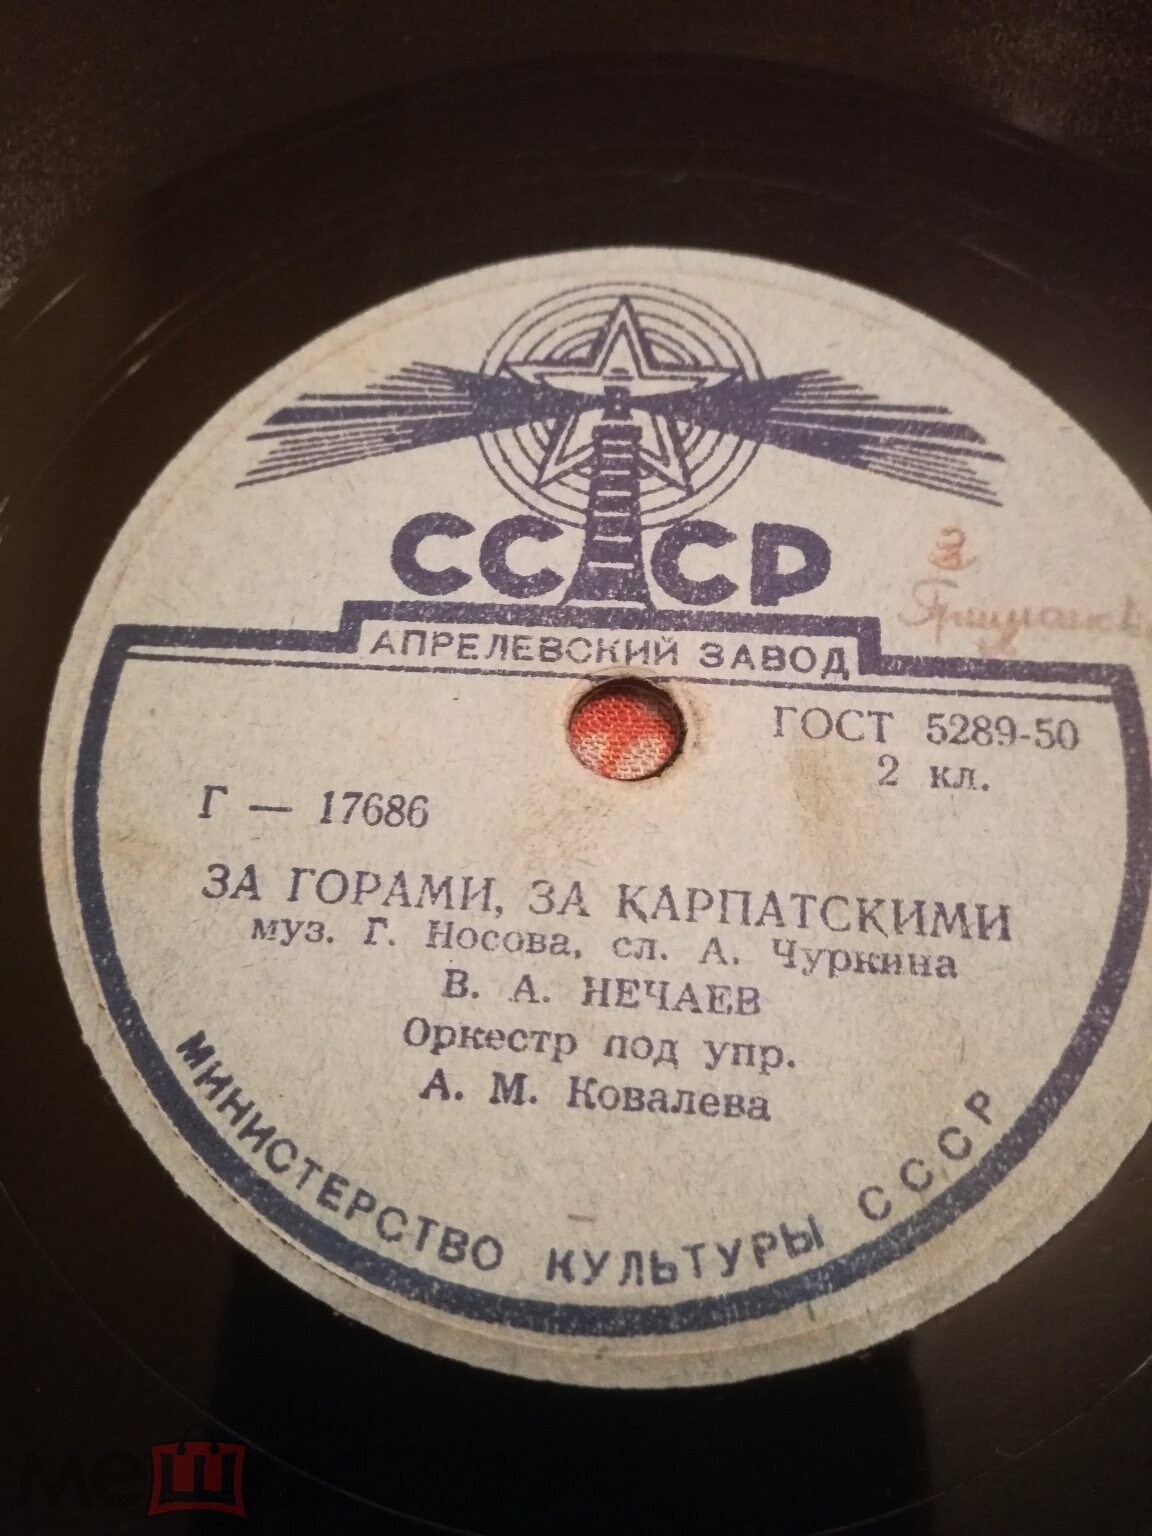 СССР
АПРЕЛЕВСКИЙ ЗАВОД
ГОСТ 5289-50
2 кл.
Г — 17686
ЗА ГОРАМИ, ЗА КАРПАТСКИМИ
муз. Г. Носова, сл. А. Чуркина
В. А. НЕЧАЕВ
Оркестр под упр.
А. М. Ковалева
МИНИСТЕРСТВО КУЛЬТУРЫ СССР
мешок